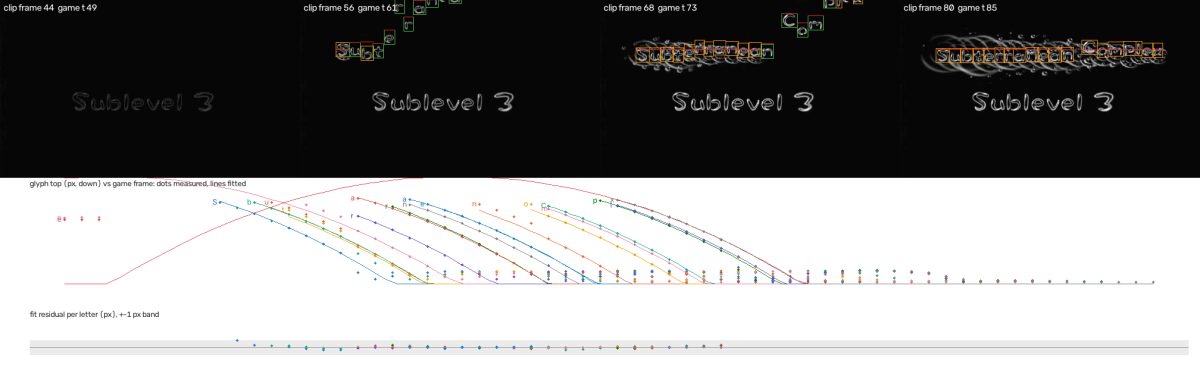 clip frame 44 game t 49
clip frame 56 game t 61
clip frame 68 game t 73
clip frame 80 game t 85
Sublevel 3
Subte r
Sublevel 3
Subterranean C m
Sublevel 3
Subterranean Complex
Sublevel 3
glyph top (px, down) vs game frame: dots measured, lines fitted
e S b u a r a n e n o C m p l
fit residual per letter (px), +-1 px band